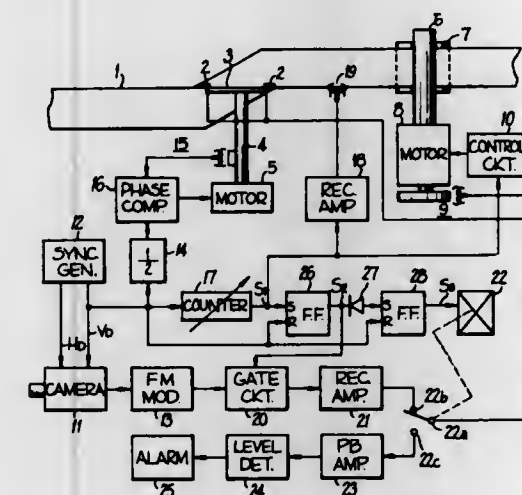 6
7
1
2
3
2
19
8
10
4
MOTOR
CONTROL
CKT.
15
18
16
PHASE
COMP.
5
MOTOR
REC.
AMP.
9
12
SYNC.
GEN.
1/2
14
17
26
27
28
22
COUNTER
S
R
F.F.
S
R
F.F.
CAMERA
11
FM
MOD.
13
GATE
CKT.
20
REC.
AMP.
21
22b
22a
22c
ALARM
25
LEVEL
DET.
24
PB
AMP.
23